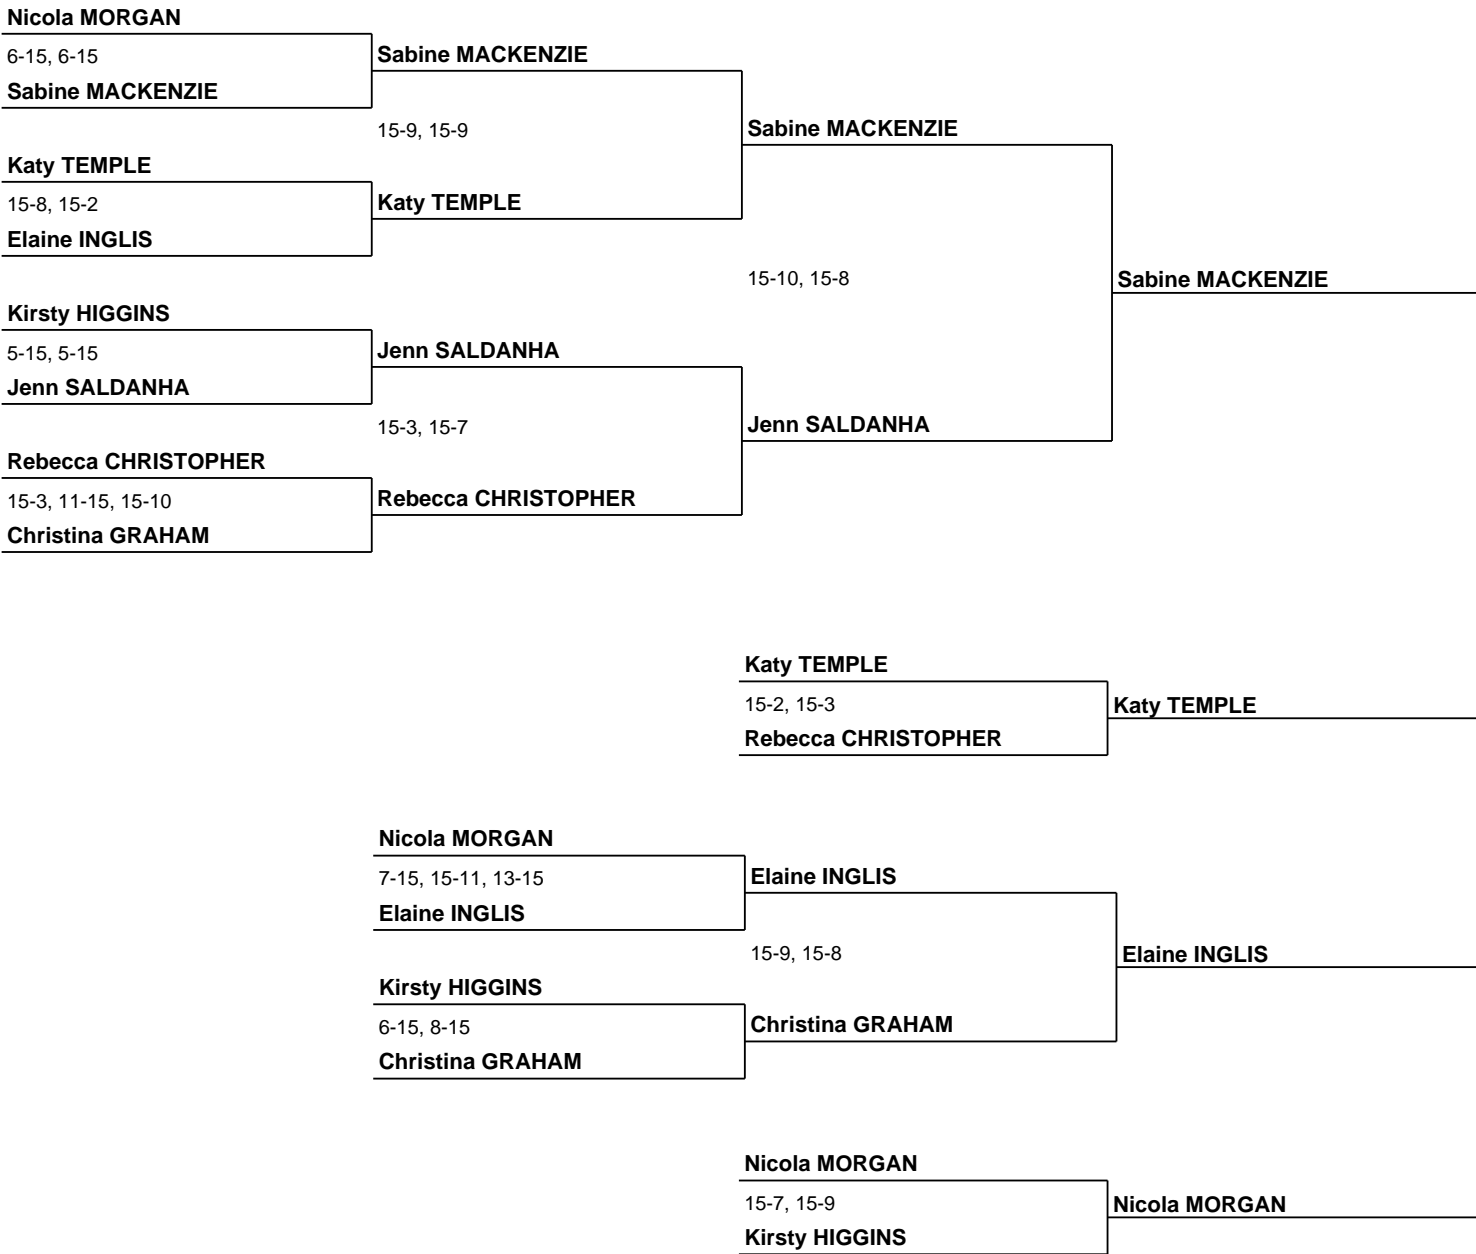 Nicola MORGAN
6-15, 6-15
Sabine MACKENZIE
Sabine MACKENZIE
15-9, 15-9
Sabine MACKENZIE
Katy TEMPLE
15-8, 15-2
Katy TEMPLE
Elaine INGLIS
15-10, 15-8
Sabine MACKENZIE
Kirsty HIGGINS
5-15, 5-15
Jenn SALDANHA
Jenn SALDANHA
15-3, 15-7
Jenn SALDANHA
Rebecca CHRISTOPHER
15-3, 11-15, 15-10
Rebecca CHRISTOPHER
Christina GRAHAM
Katy TEMPLE
15-2, 15-3
Katy TEMPLE
Rebecca CHRISTOPHER
Nicola MORGAN
7-15, 15-11, 13-15
Elaine INGLIS
Elaine INGLIS
15-9, 15-8
Elaine INGLIS
Kirsty HIGGINS
6-15, 8-15
Christina GRAHAM
Christina GRAHAM
Nicola MORGAN
15-7, 15-9
Nicola MORGAN
Kirsty HIGGINS